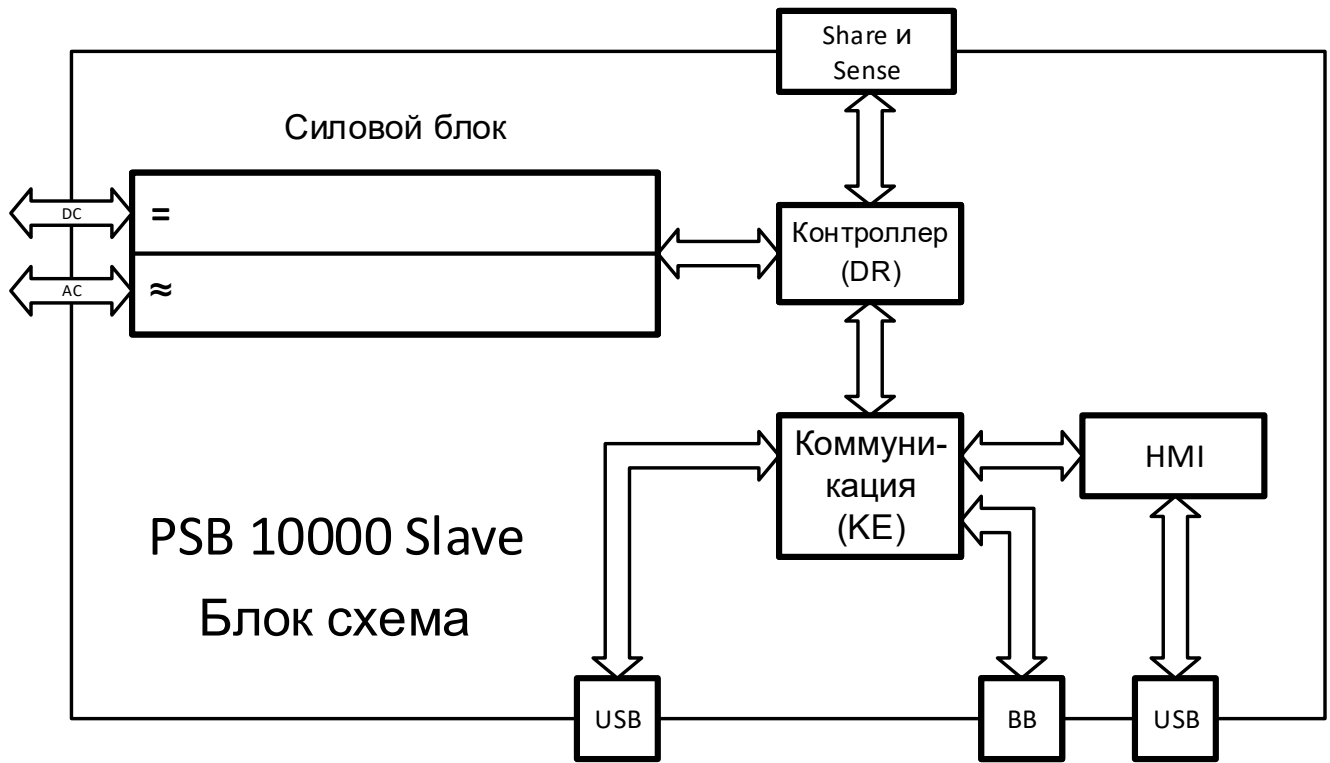 Share и
Sense
Силовой блок
DC
=
Контроллер
(DR)
AC
≈
Коммуни-
кация
(KE)
HMI
PSB 10000 Slave
Блок схема
USB
BB
USB